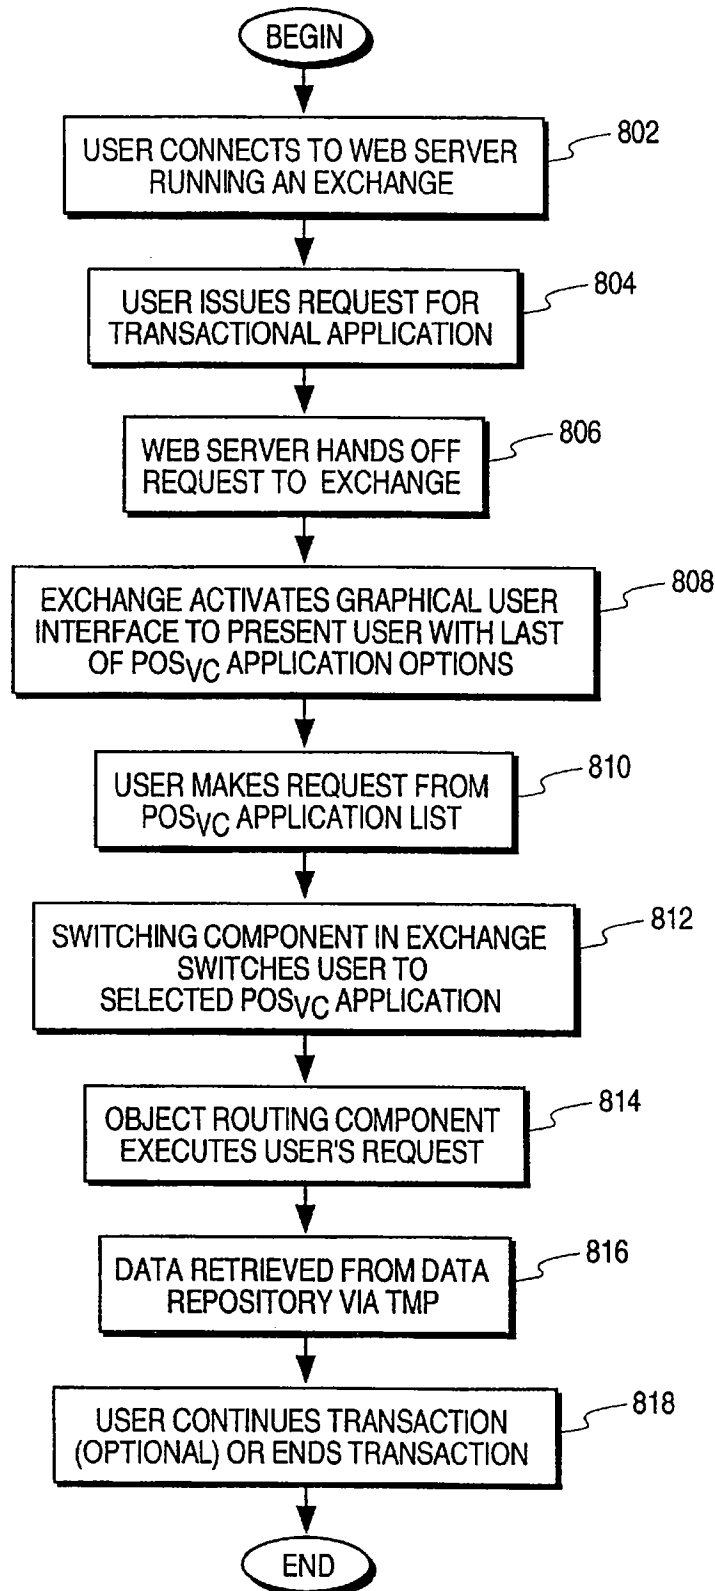 BEGIN
USER CONNECTS TO WEB SERVER
RUNNING AN EXCHANGE
802
USER ISSUES REQUEST FOR
TRANSACTIONAL APPLICATION
804
WEB SERVER HANDS OFF
REQUEST TO EXCHANGE
806
EXCHANGE ACTIVATES GRAPHICAL USER
INTERFACE TO PRESENT USER WITH LAST
OF POSVC APPLICATION OPTIONS
808
USER MAKES REQUEST FROM
POSVC APPLICATION LIST
810
SWITCHING COMPONENT IN EXCHANGE
SWITCHES USER TO
SELECTED POSVC APPLICATION
812
OBJECT ROUTING COMPONENT
EXECUTES USER'S REQUEST
814
DATA RETRIEVED FROM DATA
REPOSITORY VIA TMP
816
USER CONTINUES TRANSACTION
(OPTIONAL) OR ENDS TRANSACTION
818
END